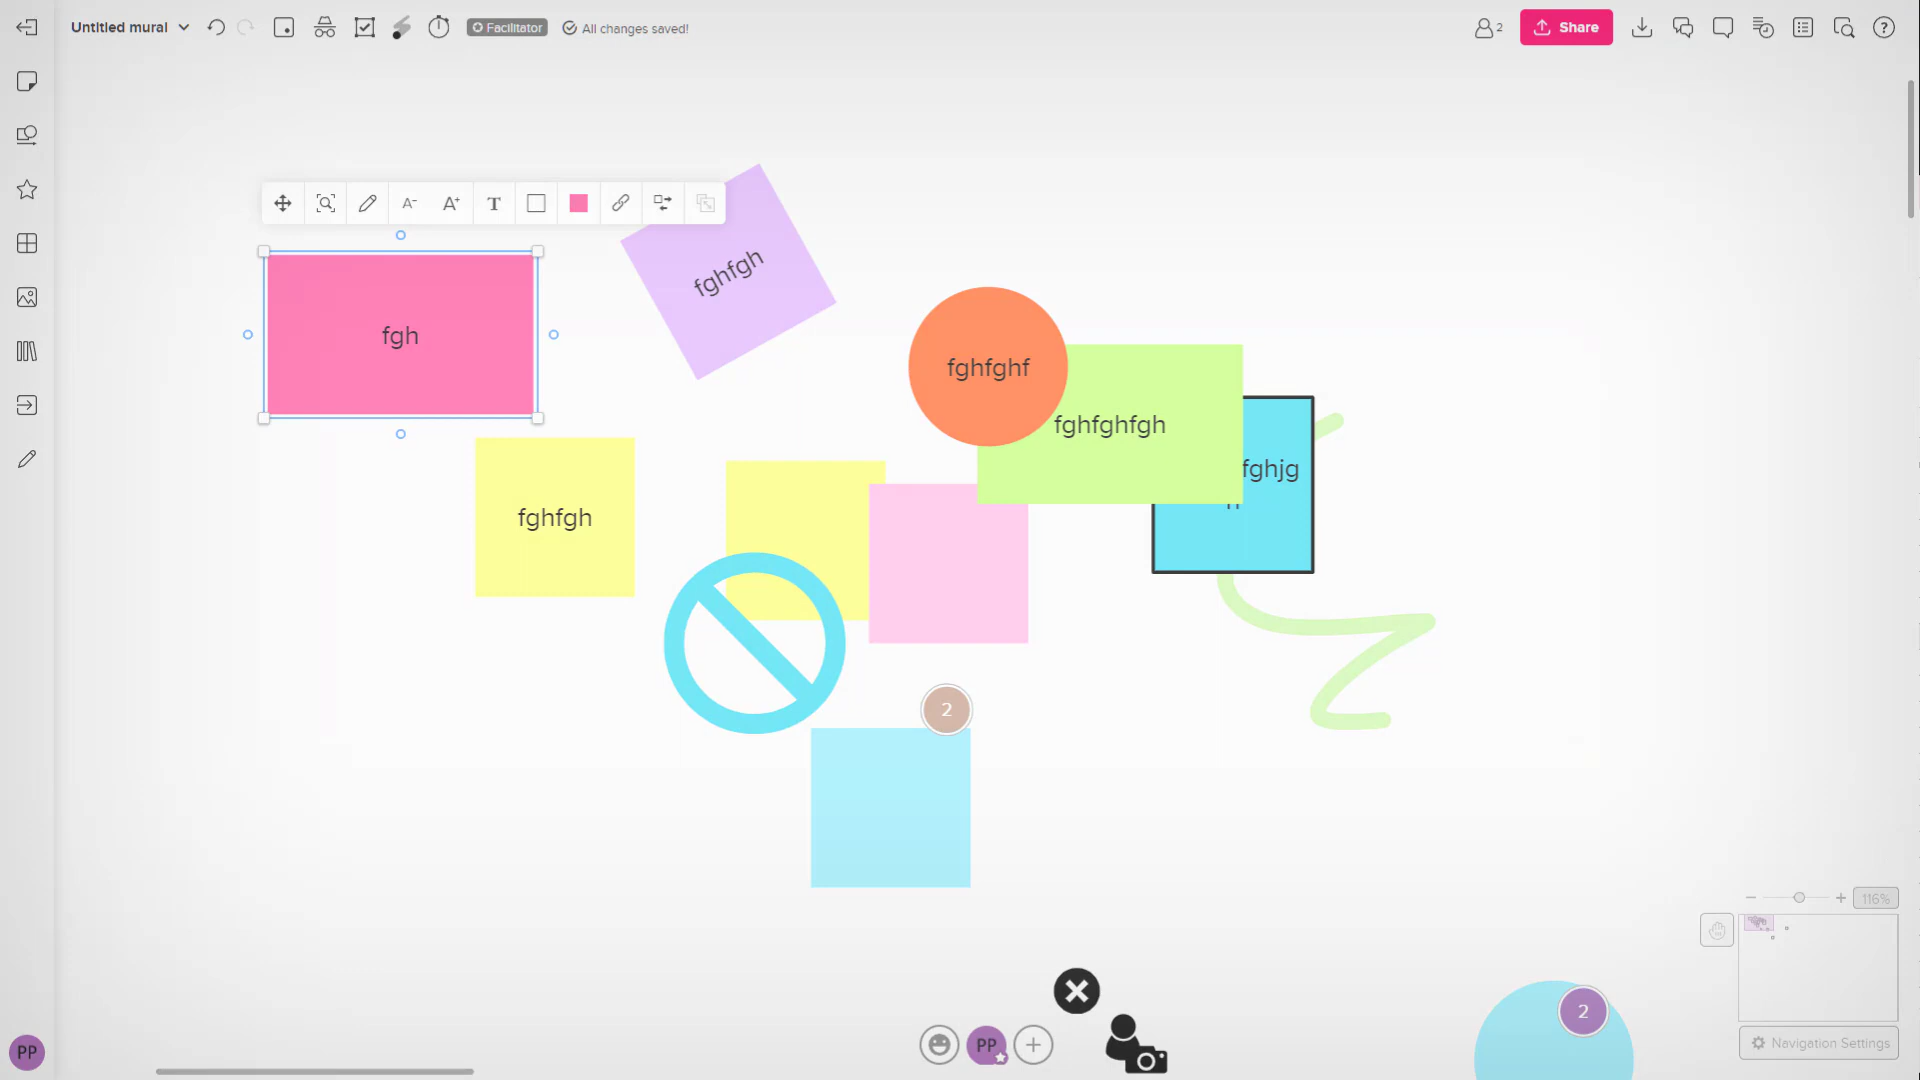 Untitled mural
Facilitator
All changes saved!
2
Share
A-
A+
T
fghfgh
fgh
fghfghf
fghfghfgh
fghjg
fghfgh
2
116%
2
PP
PP
Navigation Settings